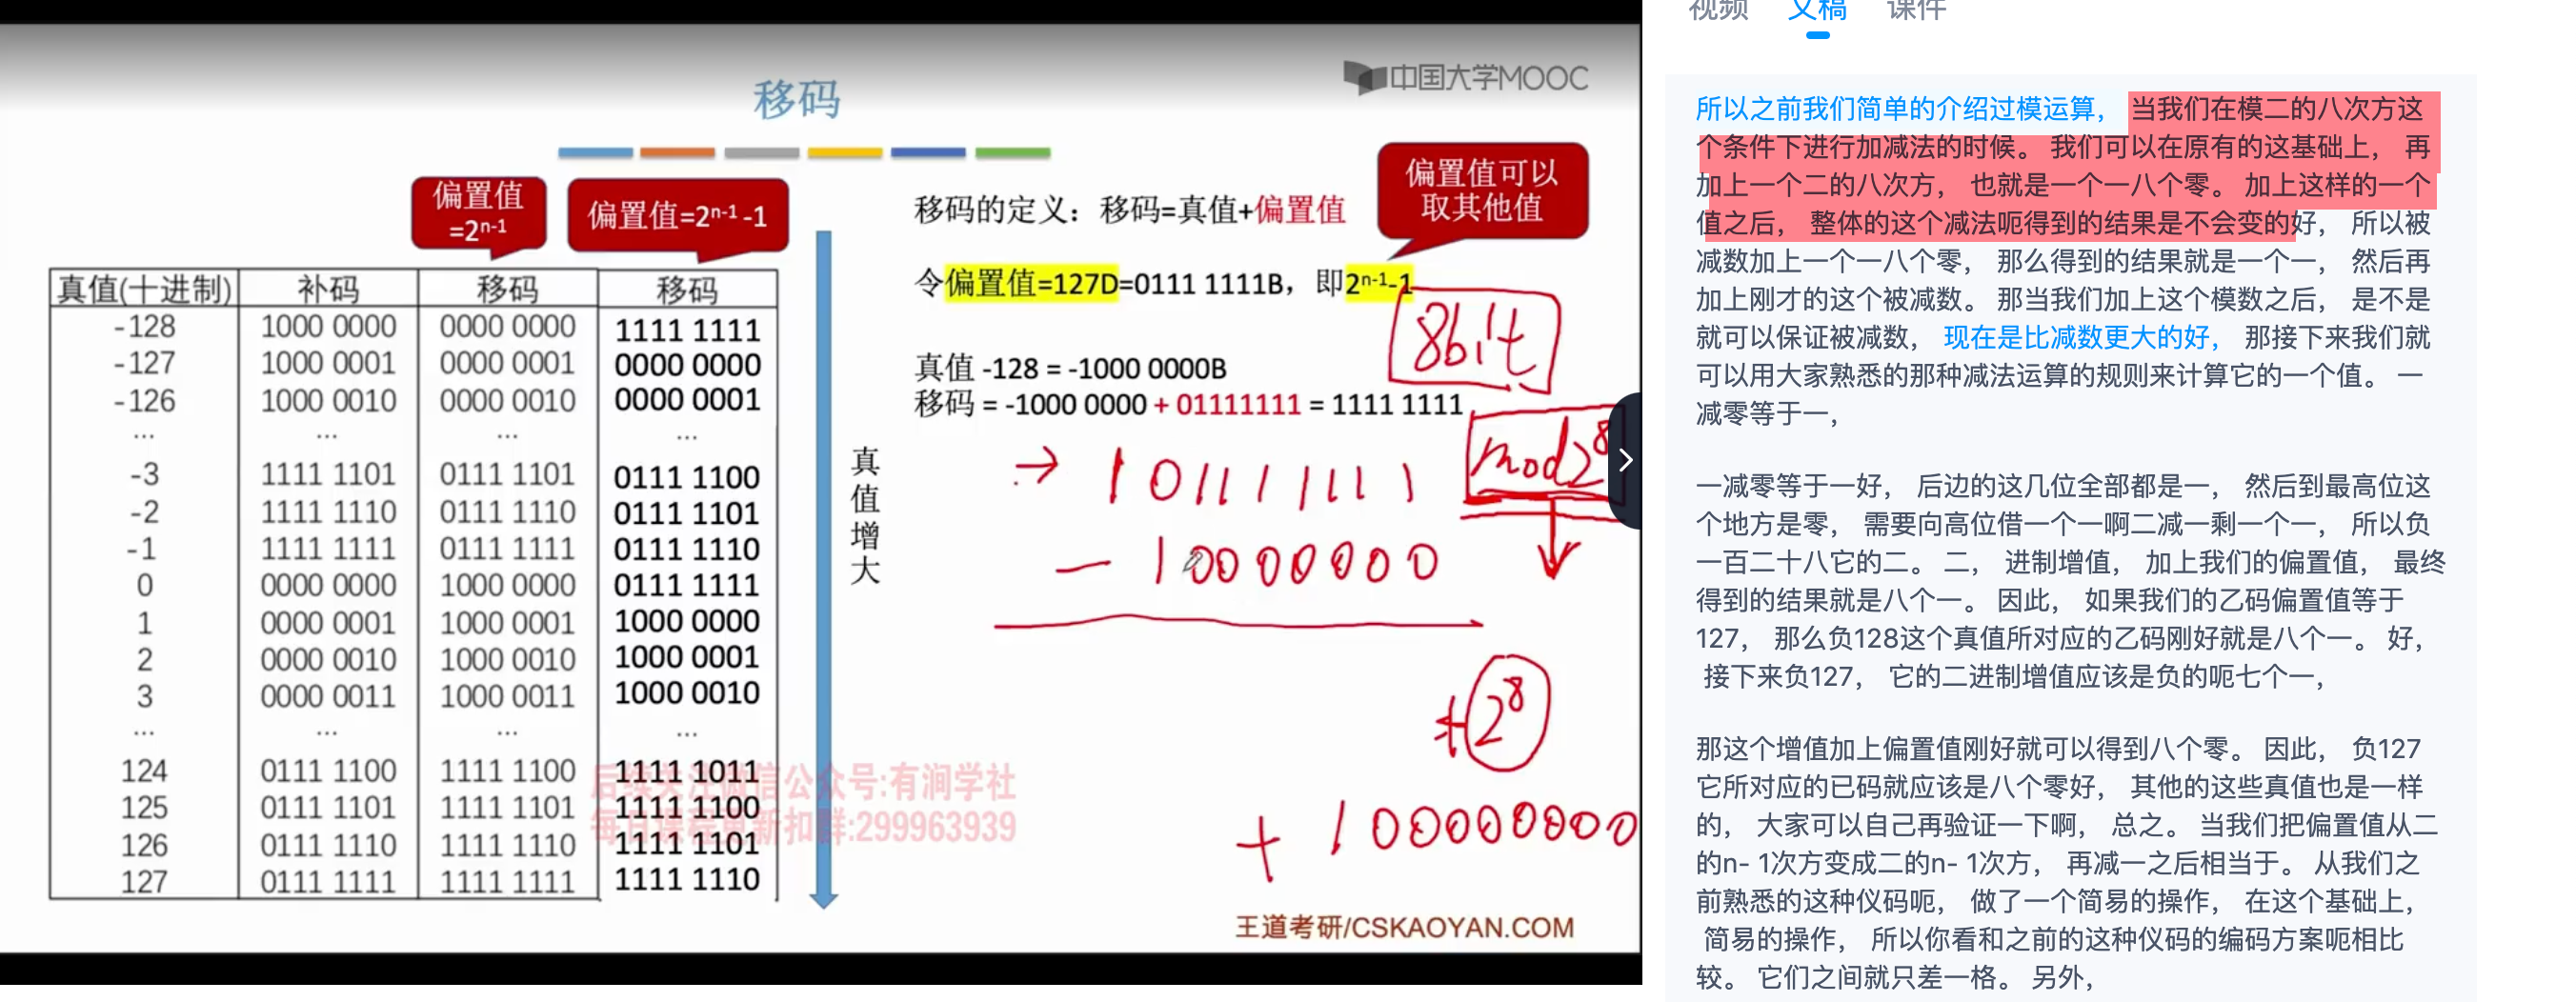 中国大学MOOC
移码
偏置值
=2ⁿ⁻¹
偏置值=2ⁿ⁻¹ -1
真值(十进制) 补码 移码 移码
-128 1000 0000 0000 0000 1111 1111
-127 1000 0001 0000 0001 0000 0000
-126 1000 0010 0000 0010 0000 0001
... ... ... ...
-3 1111 1101 0111 1101 0111 1100
-2 1111 1110 0111 1110 0111 1101
-1 1111 1111 0111 1111 0111 1110
0 0000 0000 1000 0000 0111 1111
1 0000 0001 1000 0001 1000 0000
2 0000 0010 1000 0010 1000 0001
3 0000 0011 1000 0011 1000 0010
... ... ... ...
124 0111 1100 1111 1100 1111 1011
125 0111 1101 1111 1101 1111 1100
126 0111 1110 1111 1110 1111 1101
127 0111 1111 1111 1111 1111 1110
真值增大
偏置值可以
取其他值
移码的定义：移码=真值+偏置值
令偏置值=127D=0111 1111B，即2ⁿ⁻¹-1
8bit
真值 -128 = -1000 0000B
移码 = -1000 0000 + 01111111 = 1111 1111
mod2⁸
→ 101111111
- 10000000
+2⁸
+ 100000000
后续关注微信公众号:有涧学社
每日课程更新扣群:299963939
王道考研/CSKAOYAN.COM
视频 文稿 课件
所以之前我们简单的介绍过模运算， 当我们在模二的八次方这
个条件下进行加减法的时候。 我们可以在原有的这基础上， 再
加上一个二的八次方， 也就是一个一八个零。 加上这样的一个
值之后， 整体的这个减法呃得到的结果是不会变的好， 所以被
减数加上一个一八个零， 那么得到的结果就是一个一， 然后再
加上刚才的这个被减数。 那当我们加上这个模数之后， 是不是
就可以保证被减数， 现在是比减数更大的好， 那接下来我们就
可以用大家熟悉的那种减法运算的规则来计算它的一个值。 一
减零等于一，
一减零等于一好， 后边的这几位全部都是一， 然后到最高位这
个地方是零， 需要向高位借一个一啊二减一剩一个一， 所以负
一百二十八它的二。 二， 进制增值， 加上我们的偏置值， 最终
得到的结果就是八个一。 因此， 如果我们的乙码偏置值等于
127， 那么负128这个真值所对应的乙码刚好就是八个一。 好，
接下来负127， 它的二进制增值应该是负的呃七个一，
那这个增值加上偏置值刚好就可以得到八个零。 因此， 负127
它所对应的已码就应该是八个零好， 其他的这些真值也是一样
的， 大家可以自己再验证一下啊， 总之。 当我们把偏置值从二
的n- 1次方变成二的n- 1次方， 再减一之后相当于。 从我们之
前熟悉的这种仪码呃， 做了一个简易的操作， 在这个基础上，
简易的操作， 所以你看和之前的这种仪码的编码方案呃相比
较。 它们之间就只差一格。 另外，